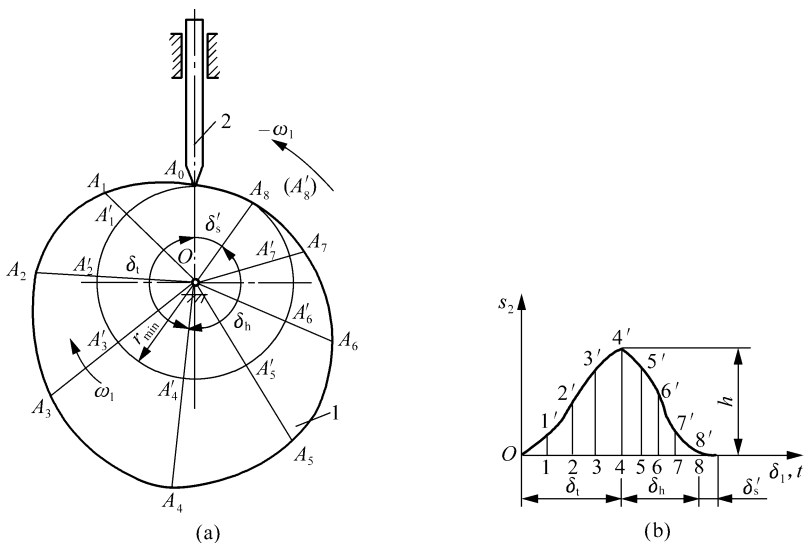 2
−ω₁
A₀
A₁
A₈
(A′₈)
A′₁
δ′ₛ
A₇
A′₇
O
A₂
A′₂
δₜ
A′₆
δₕ
A₆
A′₃
r min
A′₅
ω₁
A′₄
A₃
1
A₅
A₄
(a)
s₂
4′
3′
5′
2′
6′
h
1′
7′
8′
O
1 2 3 4 5 6 7 8
δ₁, t
δₜ δₕ δ′ₛ
(b)